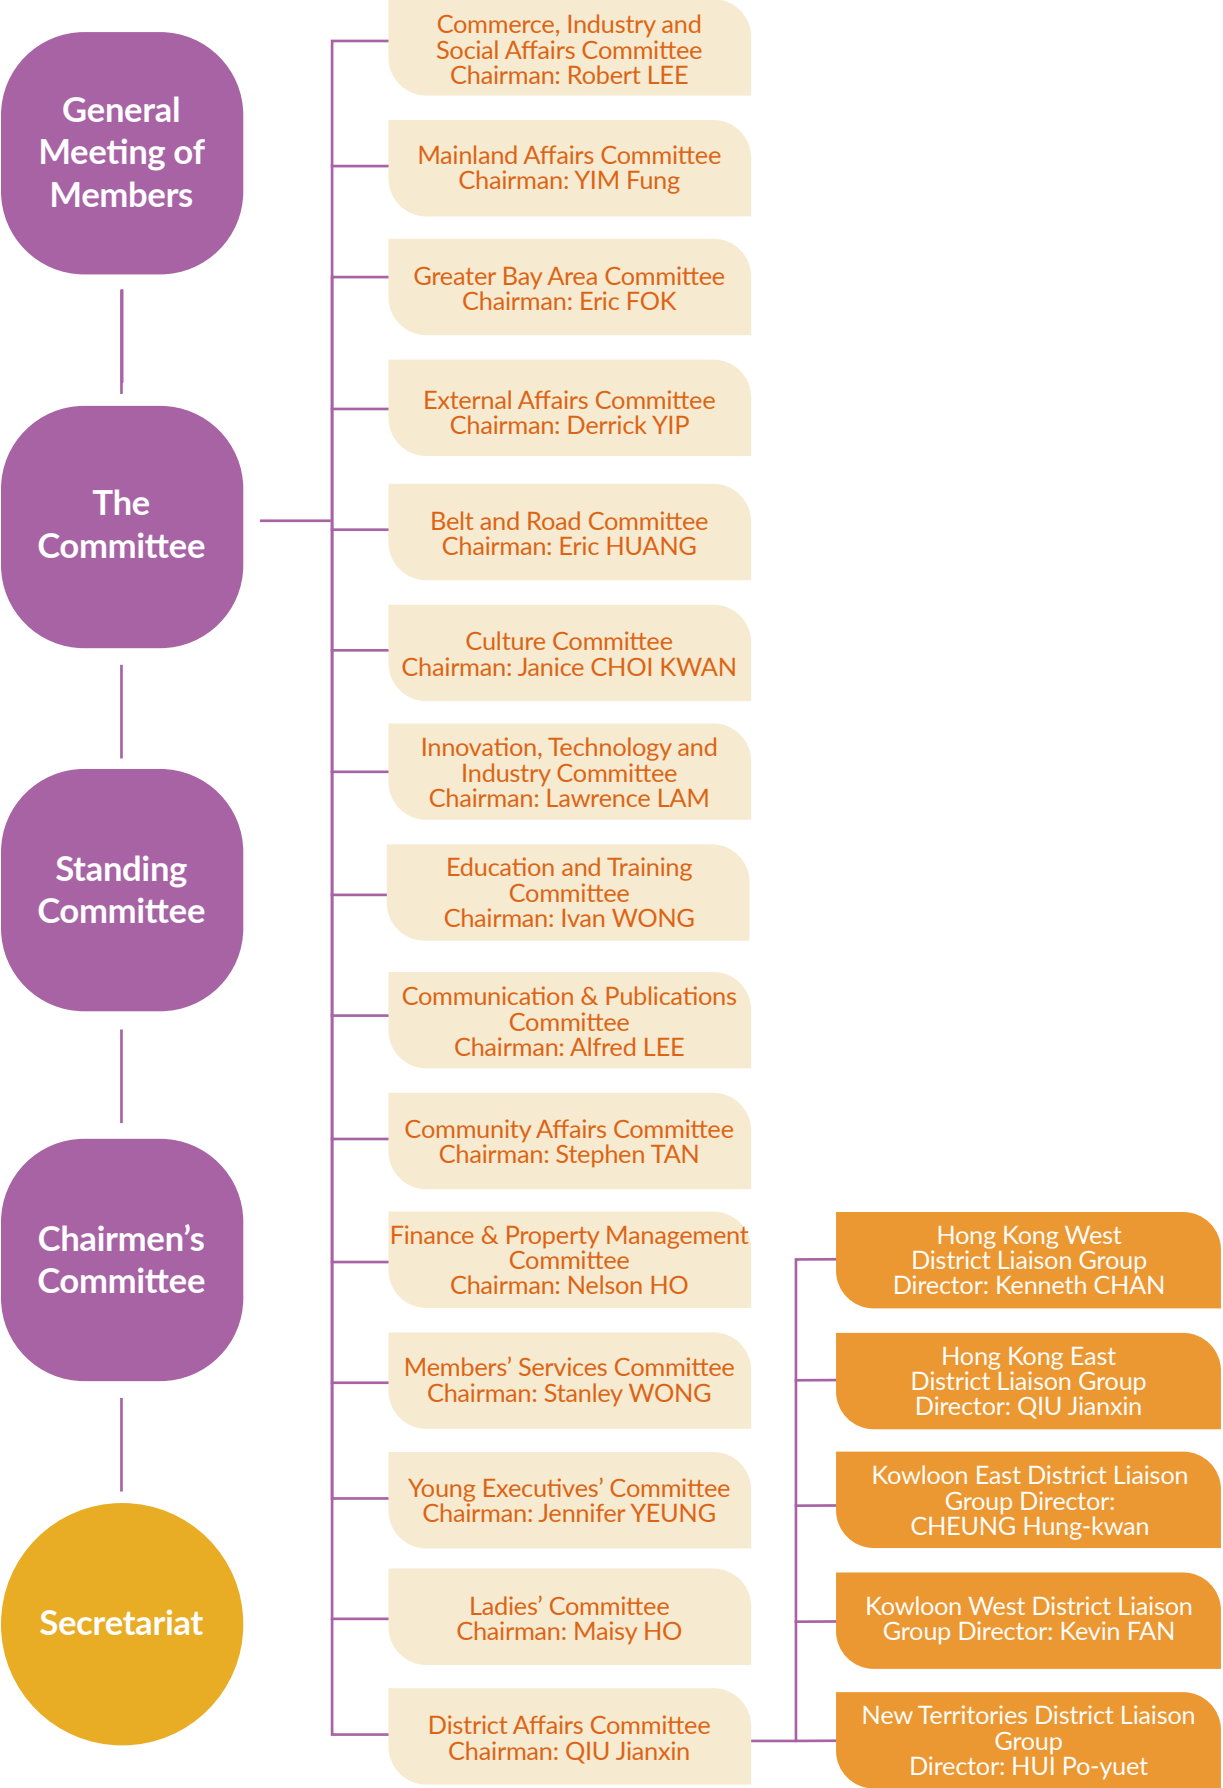 General
Meeting of
Members
The
Committee
Standing
Committee
Chairmen’s
Committee
Secretariat
Commerce, Industry and
Social Affairs Committee
Chairman: Robert LEE
Mainland Affairs Committee
Chairman: YIM Fung
Greater Bay Area Committee
Chairman: Eric FOK
External Affairs Committee
Chairman: Derrick YIP
Belt and Road Committee
Chairman: Eric HUANG
Culture Committee
Chairman: Janice CHOI KWAN
Innovation, Technology and
Industry Committee
Chairman: Lawrence LAM
Education and Training
Committee
Chairman: Ivan WONG
Communication & Publications
Committee
Chairman: Alfred LEE
Community Affairs Committee
Chairman: Stephen TAN
Finance & Property Management
Committee
Chairman: Nelson HO
Members’ Services Committee
Chairman: Stanley WONG
Young Executives’ Committee
Chairman: Jennifer YEUNG
Ladies’ Committee
Chairman: Maisy HO
District Affairs Committee
Chairman: QIU Jianxin
Hong Kong West
District Liaison Group
Director: Kenneth CHAN
Hong Kong East
District Liaison Group
Director: QIU Jianxin
Kowloon East District Liaison
Group Director:
CHEUNG Hung-kwan
Kowloon West District Liaison
Group Director: Kevin FAN
New Territories District Liaison
Group
Director: HUI Po-yuet